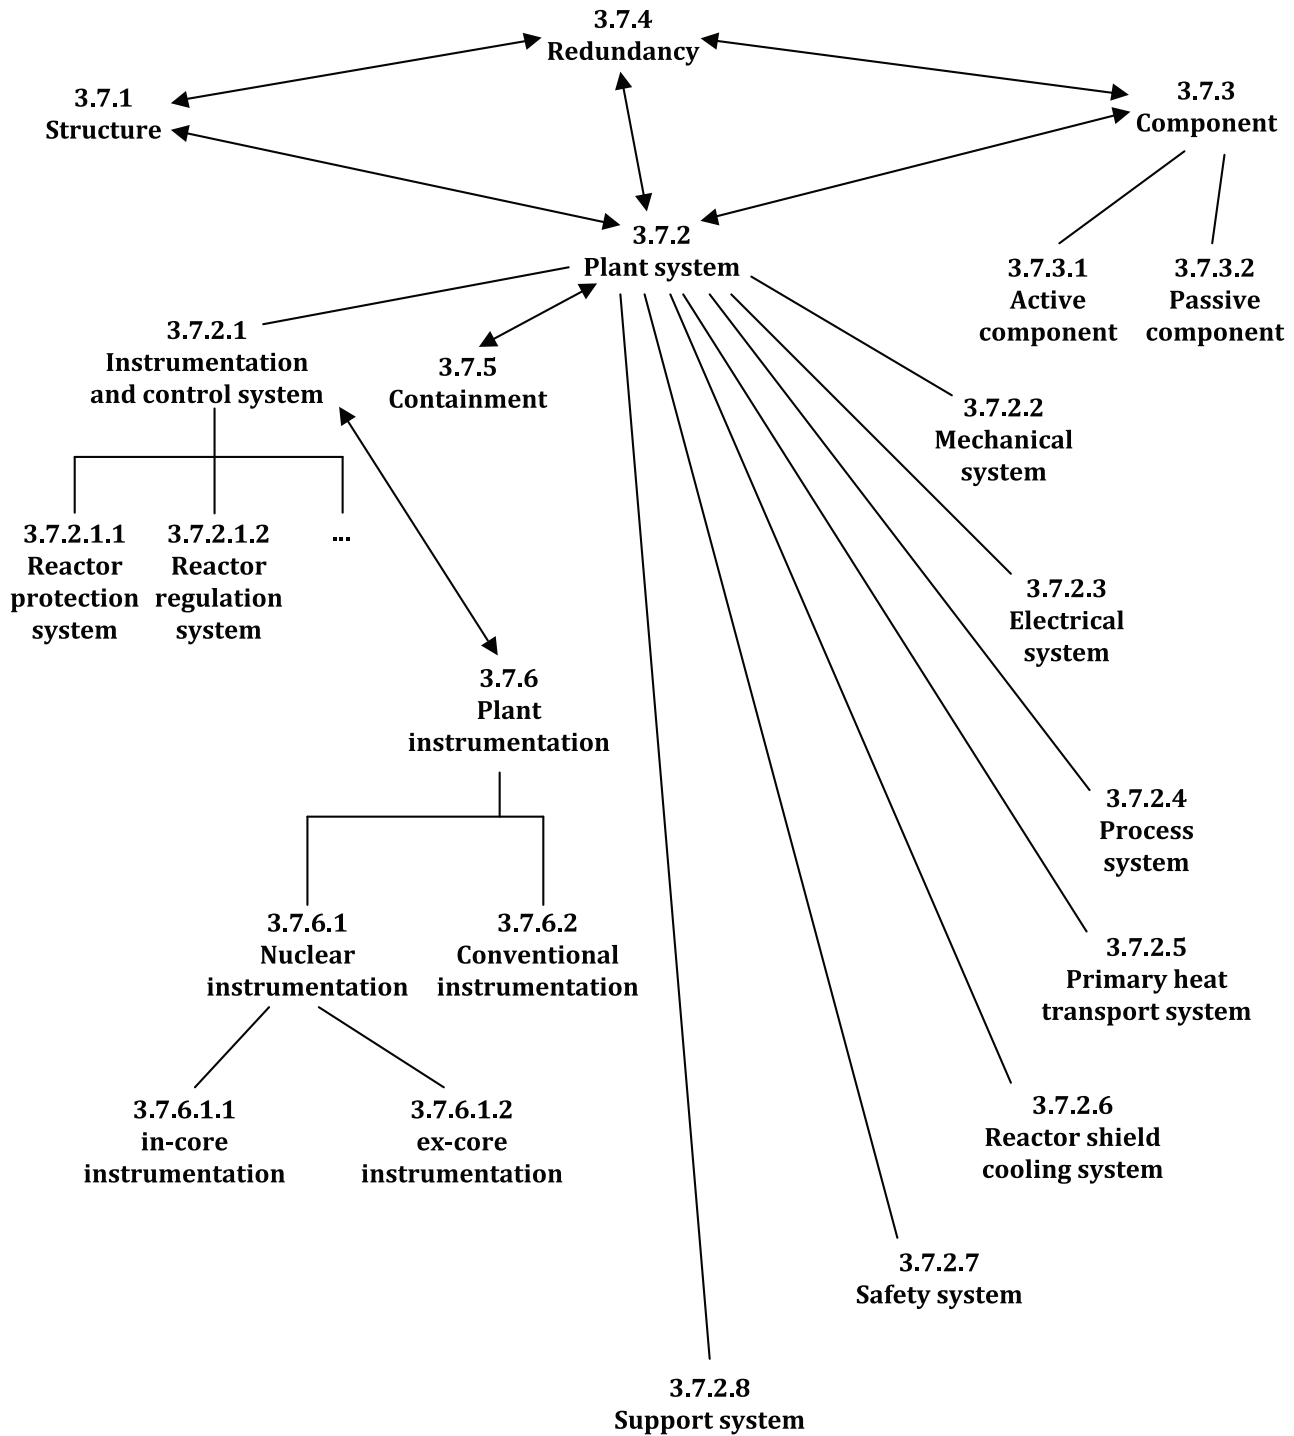 3.7.4
Redundancy
3.7.1
Structure
3.7.3
Component
3.7.2
Plant system
3.7.3.1
Active
component
3.7.3.2
Passive
component
3.7.2.1
Instrumentation
and control system
3.7.5
Containment
3.7.2.2
Mechanical
system
3.7.2.1.1
Reactor
protection
system
3.7.2.1.2
Reactor
regulation
system
...
3.7.2.3
Electrical
system
3.7.6
Plant
instrumentation
3.7.2.4
Process
system
3.7.6.1
Nuclear
instrumentation
3.7.6.2
Conventional
instrumentation
3.7.2.5
Primary heat
transport system
3.7.6.1.1
in-core
instrumentation
3.7.6.1.2
ex-core
instrumentation
3.7.2.6
Reactor shield
cooling system
3.7.2.7
Safety system
3.7.2.8
Support system